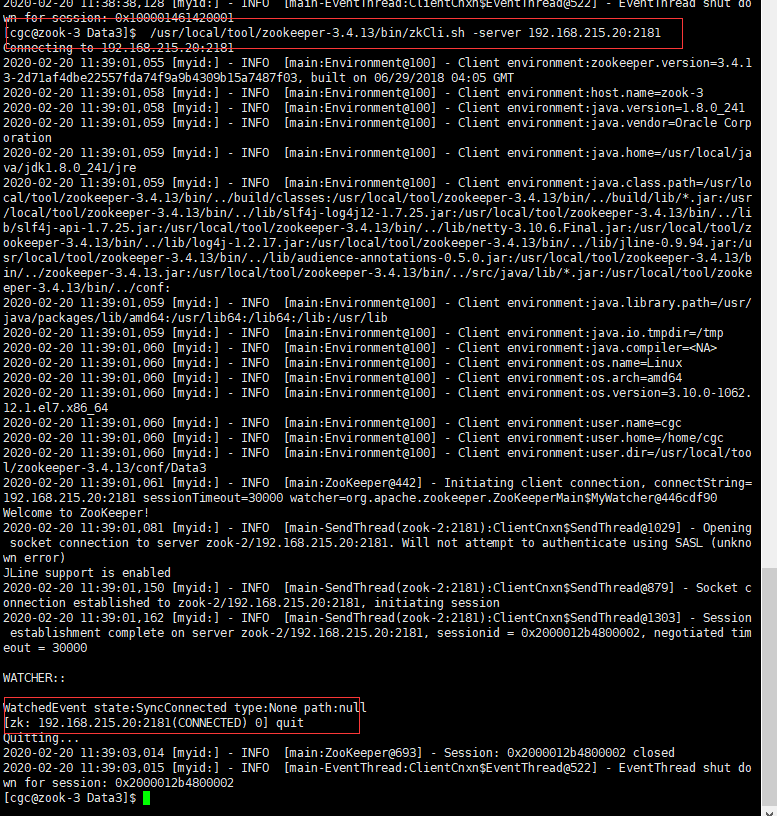 2020-02-20 11:38:38,128 [myid:] - INFO  [main-EventThread:ClientCnxn$EventThread@522] - EventThread shut do
wn for session: 0x100001461420001
[cgc@zook-3 Data3]$  /usr/local/tool/zookeeper-3.4.13/bin/zkCli.sh -server 192.168.215.20:2181
Connecting to 192.168.215.20:2181
2020-02-20 11:39:01,055 [myid:] - INFO  [main:Environment@100] - Client environment:zookeeper.version=3.4.1
3-2d71af4dbe22557fda74f9a9b4309b15a7487f03, built on 06/29/2018 04:05 GMT
2020-02-20 11:39:01,058 [myid:] - INFO  [main:Environment@100] - Client environment:host.name=zook-3
2020-02-20 11:39:01,058 [myid:] - INFO  [main:Environment@100] - Client environment:java.version=1.8.0_241
2020-02-20 11:39:01,059 [myid:] - INFO  [main:Environment@100] - Client environment:java.vendor=Oracle Corp
oration
2020-02-20 11:39:01,059 [myid:] - INFO  [main:Environment@100] - Client environment:java.home=/usr/local/ja
va/jdk1.8.0_241/jre
2020-02-20 11:39:01,059 [myid:] - INFO  [main:Environment@100] - Client environment:java.class.path=/usr/lo
cal/tool/zookeeper-3.4.13/bin/../build/classes:/usr/local/tool/zookeeper-3.4.13/bin/../build/lib/*.jar:/usr
/local/tool/zookeeper-3.4.13/bin/../lib/slf4j-log4j12-1.7.25.jar:/usr/local/tool/zookeeper-3.4.13/bin/../li
b/slf4j-api-1.7.25.jar:/usr/local/tool/zookeeper-3.4.13/bin/../lib/netty-3.10.6.Final.jar:/usr/local/tool/z
ookeeper-3.4.13/bin/../lib/log4j-1.2.17.jar:/usr/local/tool/zookeeper-3.4.13/bin/../lib/jline-0.9.94.jar:/u
sr/local/tool/zookeeper-3.4.13/bin/../lib/audience-annotations-0.5.0.jar:/usr/local/tool/zookeeper-3.4.13/b
in/../zookeeper-3.4.13.jar:/usr/local/tool/zookeeper-3.4.13/bin/../src/java/lib/*.jar:/usr/local/tool/zooke
eper-3.4.13/bin/../conf:
2020-02-20 11:39:01,059 [myid:] - INFO  [main:Environment@100] - Client environment:java.library.path=/usr/
java/packages/lib/amd64:/usr/lib64:/lib64:/lib:/usr/lib
2020-02-20 11:39:01,059 [myid:] - INFO  [main:Environment@100] - Client environment:java.io.tmpdir=/tmp
2020-02-20 11:39:01,060 [myid:] - INFO  [main:Environment@100] - Client environment:java.compiler=<NA>
2020-02-20 11:39:01,060 [myid:] - INFO  [main:Environment@100] - Client environment:os.name=Linux
2020-02-20 11:39:01,060 [myid:] - INFO  [main:Environment@100] - Client environment:os.arch=amd64
2020-02-20 11:39:01,060 [myid:] - INFO  [main:Environment@100] - Client environment:os.version=3.10.0-1062.
12.1.el7.x86_64
2020-02-20 11:39:01,060 [myid:] - INFO  [main:Environment@100] - Client environment:user.name=cgc
2020-02-20 11:39:01,060 [myid:] - INFO  [main:Environment@100] - Client environment:user.home=/home/cgc
2020-02-20 11:39:01,060 [myid:] - INFO  [main:Environment@100] - Client environment:user.dir=/usr/local/too
l/zookeeper-3.4.13/conf/Data3
2020-02-20 11:39:01,061 [myid:] - INFO  [main:ZooKeeper@442] - Initiating client connection, connectString=
192.168.215.20:2181 sessionTimeout=30000 watcher=org.apache.zookeeper.ZooKeeperMain$MyWatcher@446cdf90
Welcome to ZooKeeper!
2020-02-20 11:39:01,081 [myid:] - INFO  [main-SendThread(zook-2:2181):ClientCnxn$SendThread@1029] - Opening
 socket connection to server zook-2/192.168.215.20:2181. Will not attempt to authenticate using SASL (unkno
wn error)
JLine support is enabled
2020-02-20 11:39:01,150 [myid:] - INFO  [main-SendThread(zook-2:2181):ClientCnxn$SendThread@879] - Socket c
onnection established to zook-2/192.168.215.20:2181, initiating session
2020-02-20 11:39:01,162 [myid:] - INFO  [main-SendThread(zook-2:2181):ClientCnxn$SendThread@1303] - Session
 establishment complete on server zook-2/192.168.215.20:2181, sessionid = 0x2000012b4800002, negotiated tim
eout = 30000
WATCHER::
WatchedEvent state:SyncConnected type:None path:null
[zk: 192.168.215.20:2181(CONNECTED) 0] quit
Quitting...
2020-02-20 11:39:03,014 [myid:] - INFO  [main:ZooKeeper@693] - Session: 0x2000012b4800002 closed
2020-02-20 11:39:03,015 [myid:] - INFO  [main-EventThread:ClientCnxn$EventThread@522] - EventThread shut do
wn for session: 0x2000012b4800002
[cgc@zook-3 Data3]$